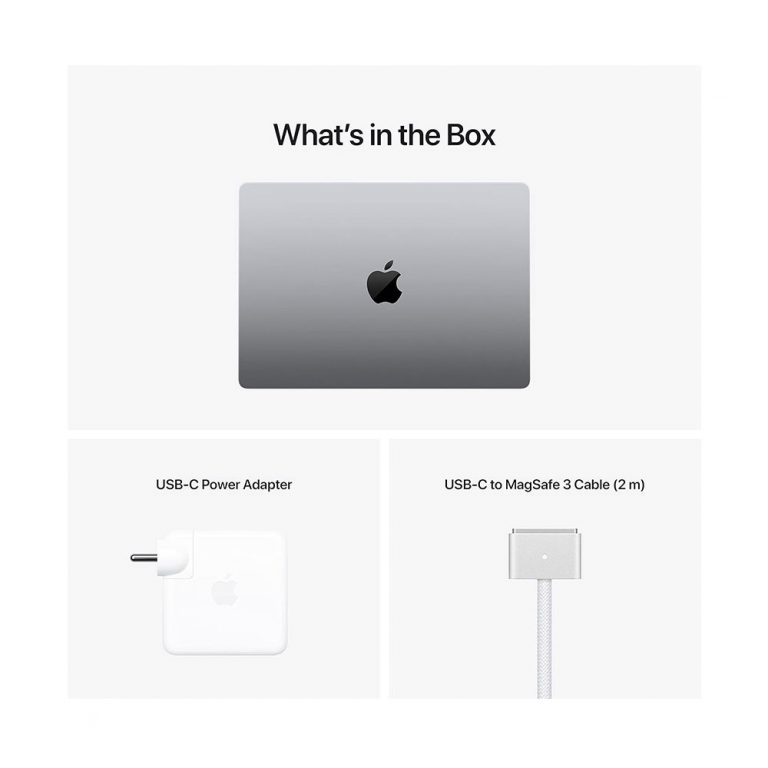 What's in the Box
USB-C Power Adapter
USB-C to MagSafe 3 Cable (2 m)